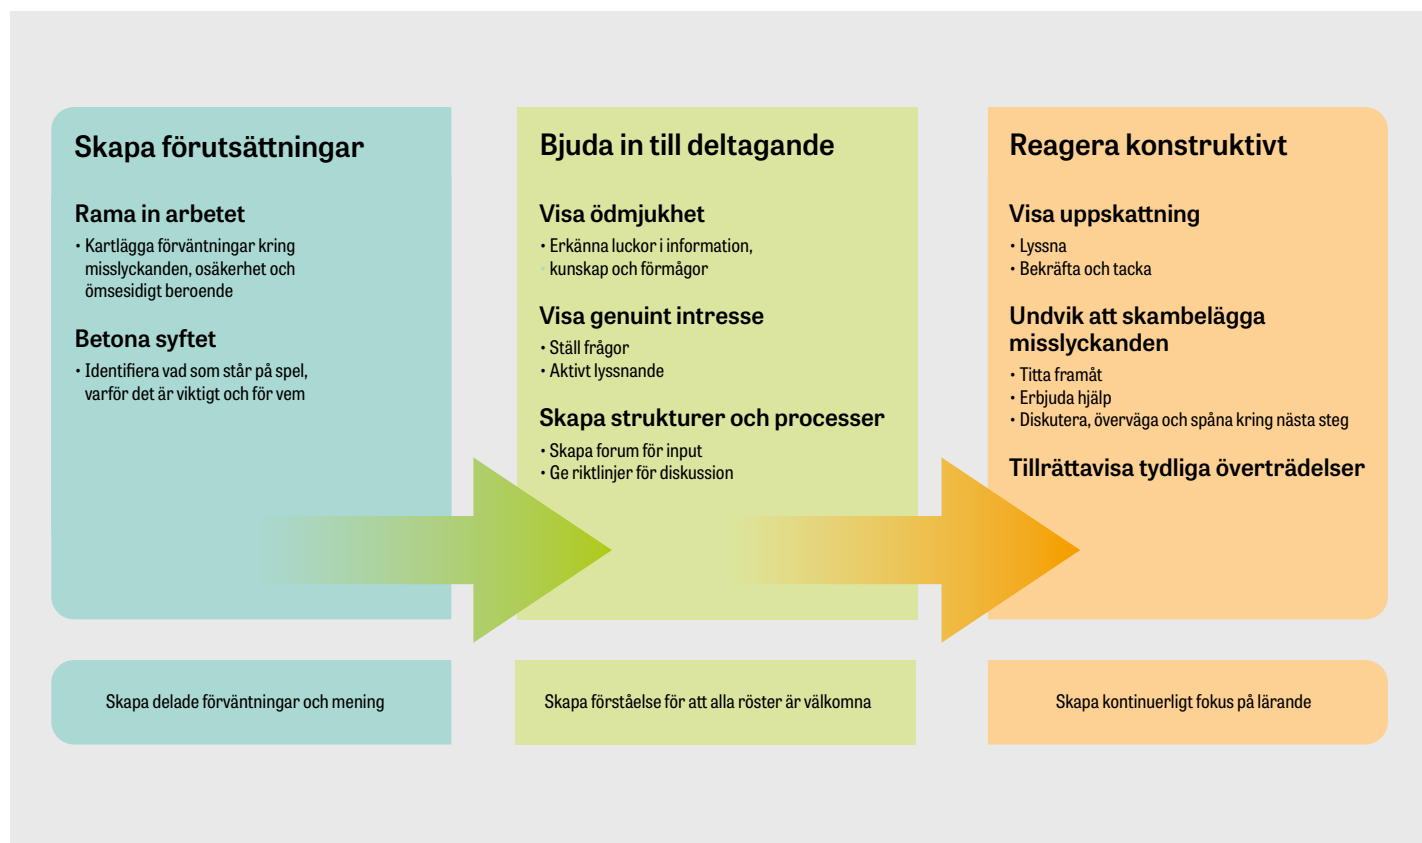 Skapa förutsättningar
Rama in arbetet
• Kartlägga förväntningar kring
misslyckanden, osäkerhet och
ömsesidigt beroende
Betona syftet
• Identifiera vad som står på spel,
varför det är viktigt och för vem
Skapa delade förväntningar och mening
Bjuda in till deltagande
Visa ödmjukhet
• Erkänna luckor i information,
• kunskap och förmågor
Visa genuint intresse
• Ställ frågor
• Aktivt lyssnande
Skapa strukturer och processer
• Skapa forum för input
• Ge riktlinjer för diskussion
Skapa förståelse för att alla röster är välkomna
Reagera konstruktivt
Visa uppskattning
• Lyssna
• Bekräfta och tacka
Undvik att skambelägga
misslyckanden
• Titta framåt
• Erbjuda hjälp
• Diskutera, överväga och spåna kring nästa steg
Tillrättavisa tydliga överträdelser
Skapa kontinuerligt fokus på lärande